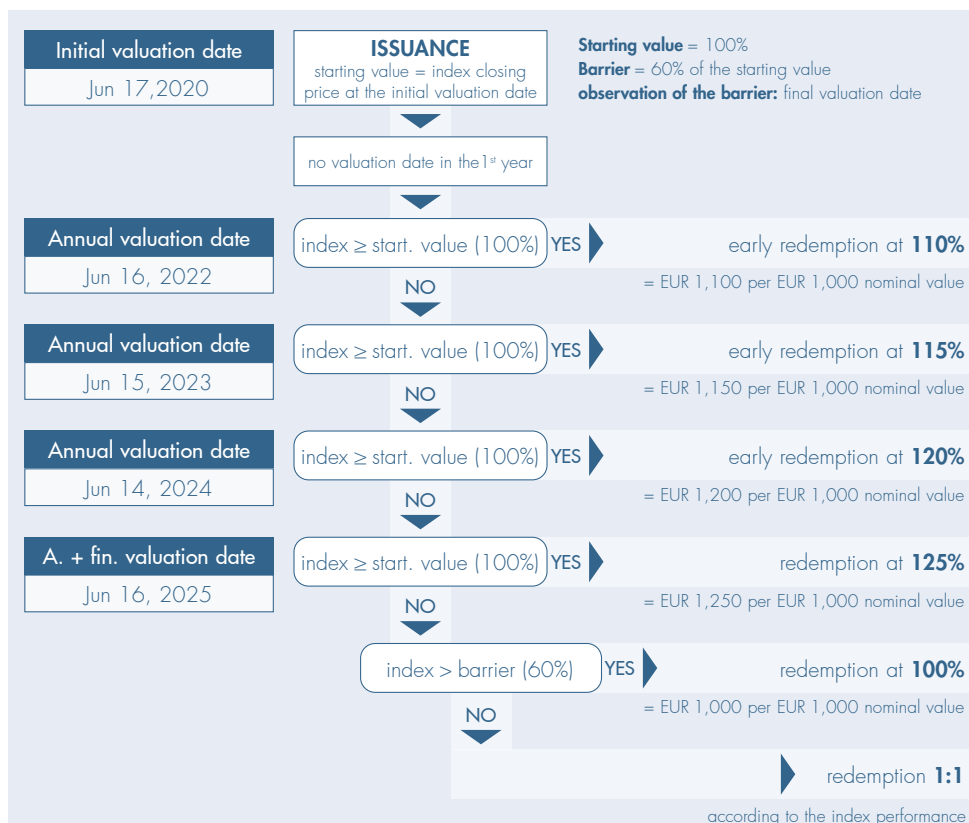 Initial valuation date
Jun 17,2020
ISSUANCE
starting value = index closing
price at the initial valuation date
Starting value = 100%
Barrier = 60% of the starting value
observation of the barrier: final valuation date
no valuation date in the1st year
Annual valuation date
Jun 16, 2022
index ≥ start. value (100%) YES
early redemption at 110%
= EUR 1,100 per EUR 1,000 nominal value
NO
Annual valuation date
Jun 15, 2023
index ≥ start. value (100%) YES
early redemption at 115%
= EUR 1,150 per EUR 1,000 nominal value
NO
Annual valuation date
Jun 14, 2024
index ≥ start. value (100%) YES
early redemption at 120%
= EUR 1,200 per EUR 1,000 nominal value
NO
A. + fin. valuation date
Jun 16, 2025
index ≥ start. value (100%) YES
redemption at 125%
= EUR 1,250 per EUR 1,000 nominal value
NO
index > barrier (60%) YES
redemption at 100%
= EUR 1,000 per EUR 1,000 nominal value
NO
redemption 1:1
according to the index performance